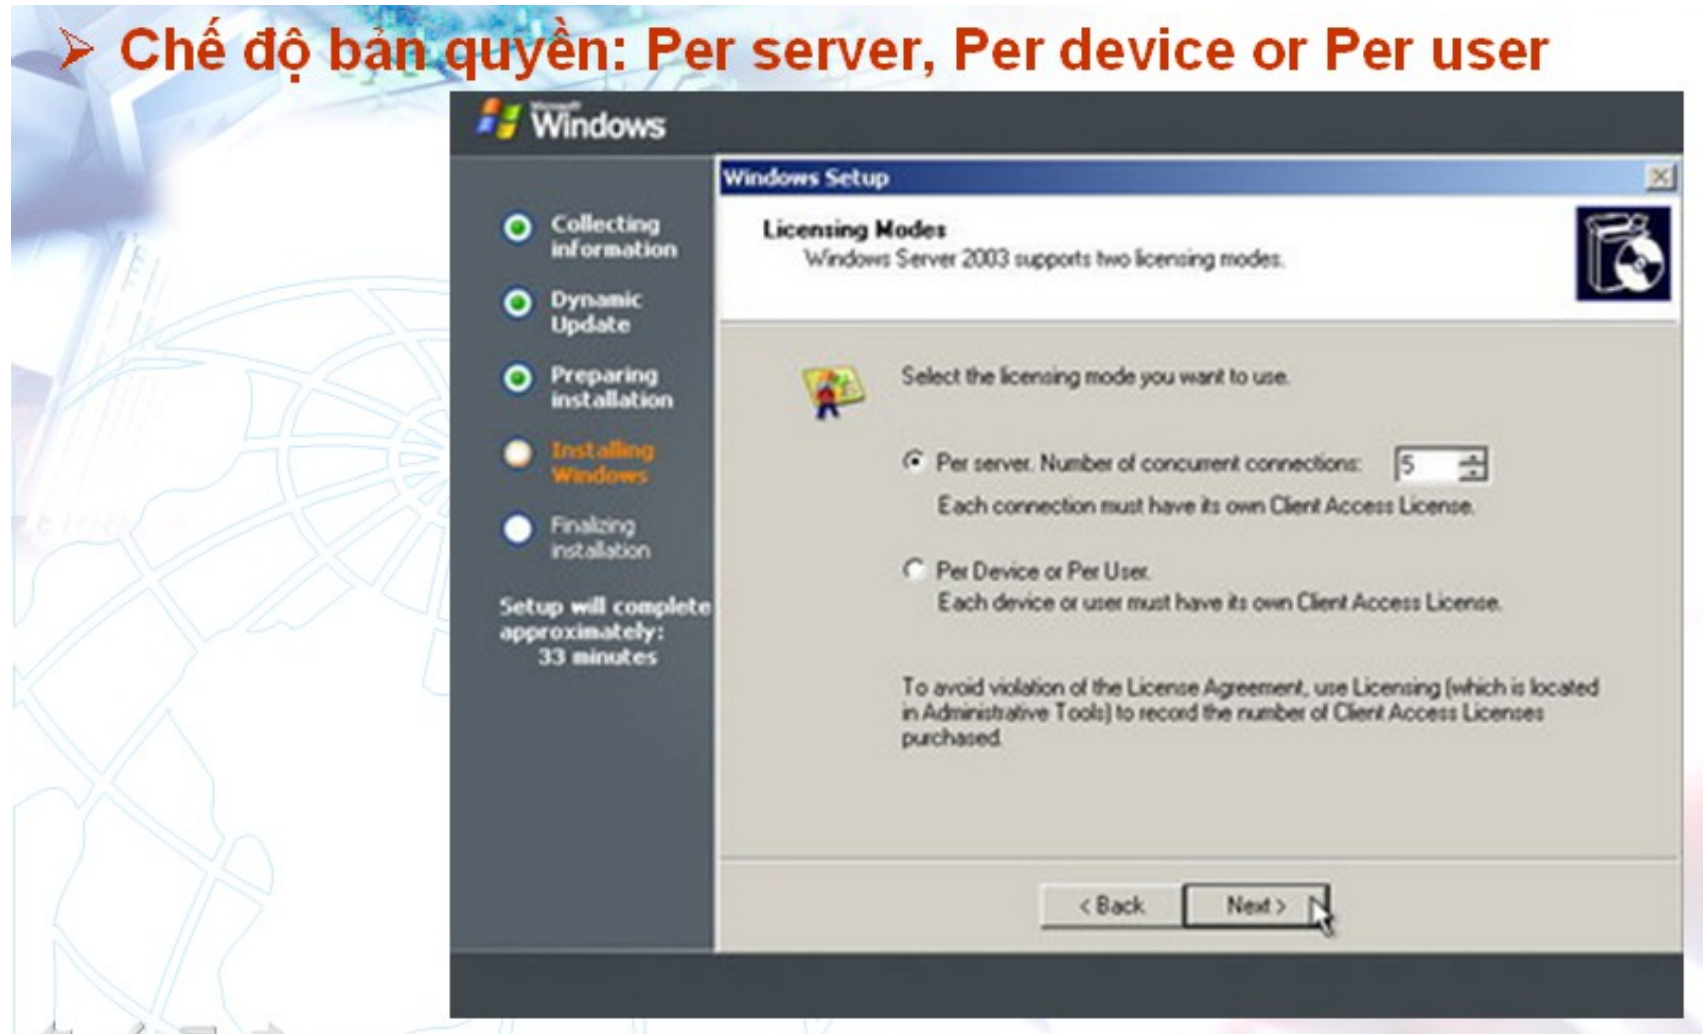 Chế độ bản quyền: Per server, Per device or Per user
Microsoft
Windows
Windows Setup
Collecting
information
Dynamic
Update
Preparing
installation
Installing
Windows
Finalizing
installation
Setup will complete
approximately:
33 minutes
Licensing Modes
Windows Server 2003 supports two licensing modes.
Select the licensing mode you want to use.
Per server. Number of concurrent connections: 5
Each connection must have its own Client Access License.
Per Device or Per User.
Each device or user must have its own Client Access License.
To avoid violation of the License Agreement, use Licensing (which is located
in Administrative Tools) to record the number of Client Access Licenses
purchased.
< Back Next >